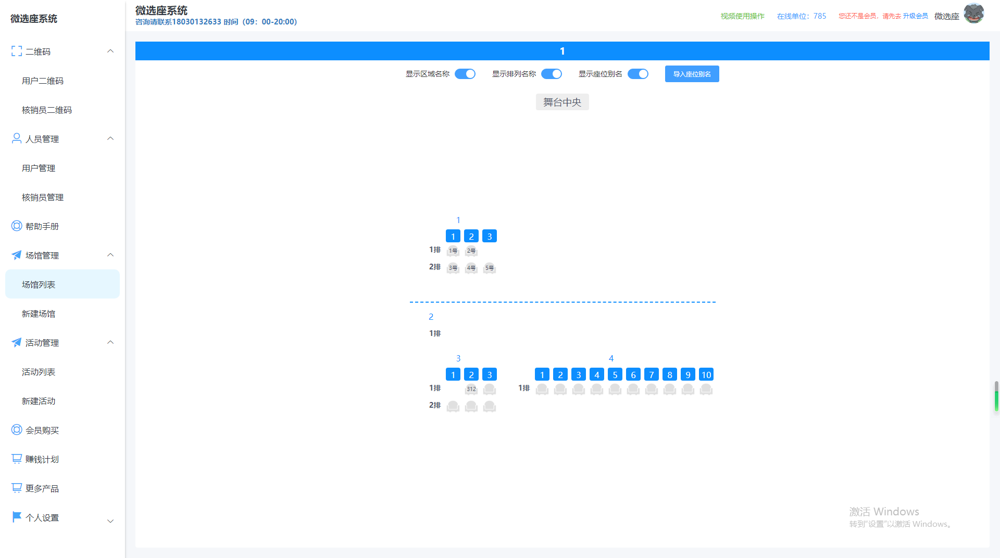 微选座系统
二维码
用户二维码
核销员二维码
人员管理
用户管理
核销员管理
帮助手册
场馆管理
场馆列表
新建场馆
活动管理
活动列表
新建活动
会员购买
赚钱计划
更多产品
个人设置
微选座系统
咨询请联系18030132633 时间（09：00-20:00）
视频使用操作
在线单位：785
您还不是会员，请先去 升级会员
微选座
1
显示区域名称
显示排列名称
显示座位别名
导入座位别名
舞台中央
1
1 2 3
1排 1号 2号
2排 3号 4号 5号
2
1排
3
1 2 3
1排 312
2排
4
1 2 3 4 5 6 7 8 9 10
1排
激活 Windows
转到"设置"以激活 Windows。